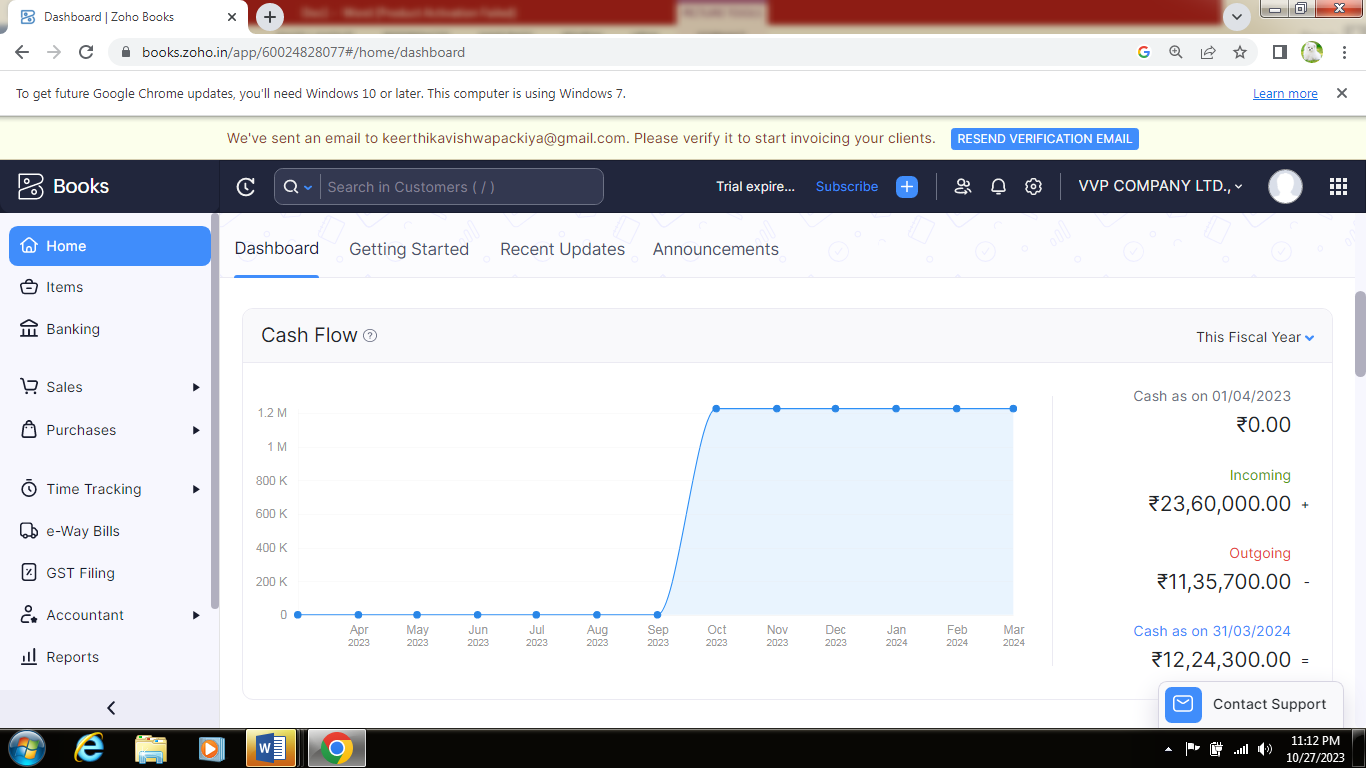 Dashboard | Zoho Books
books.zoho.in/app/60024828077#/home/dashboard
To get future Google Chrome updates, you'll need Windows 10 or later. This computer is using Windows 7.
Learn more
We've sent an email to keerthikavishwapackiya@gmail.com. Please verify it to start invoicing your clients.
RESEND VERIFICATION EMAIL
Books
Search in Customers ( / )
Trial expire...
Subscribe
VVP COMPANY LTD.,
Home
Items
Banking
Sales
Purchases
Time Tracking
e-Way Bills
GST Filing
Accountant
Reports
Dashboard
Getting Started
Recent Updates
Announcements
Cash Flow
This Fiscal Year
1.2 M
1 M
800 K
600 K
400 K
200 K
0
Apr 2023
May 2023
Jun 2023
Jul 2023
Aug 2023
Sep 2023
Oct 2023
Nov 2023
Dec 2023
Jan 2024
Feb 2024
Mar 2024
Cash as on 01/04/2023
₹0.00
Incoming
₹23,60,000.00 +
Outgoing
₹11,35,700.00 -
Cash as on 31/03/2024
₹12,24,300.00 =
Contact Support
11:12 PM
10/27/2023